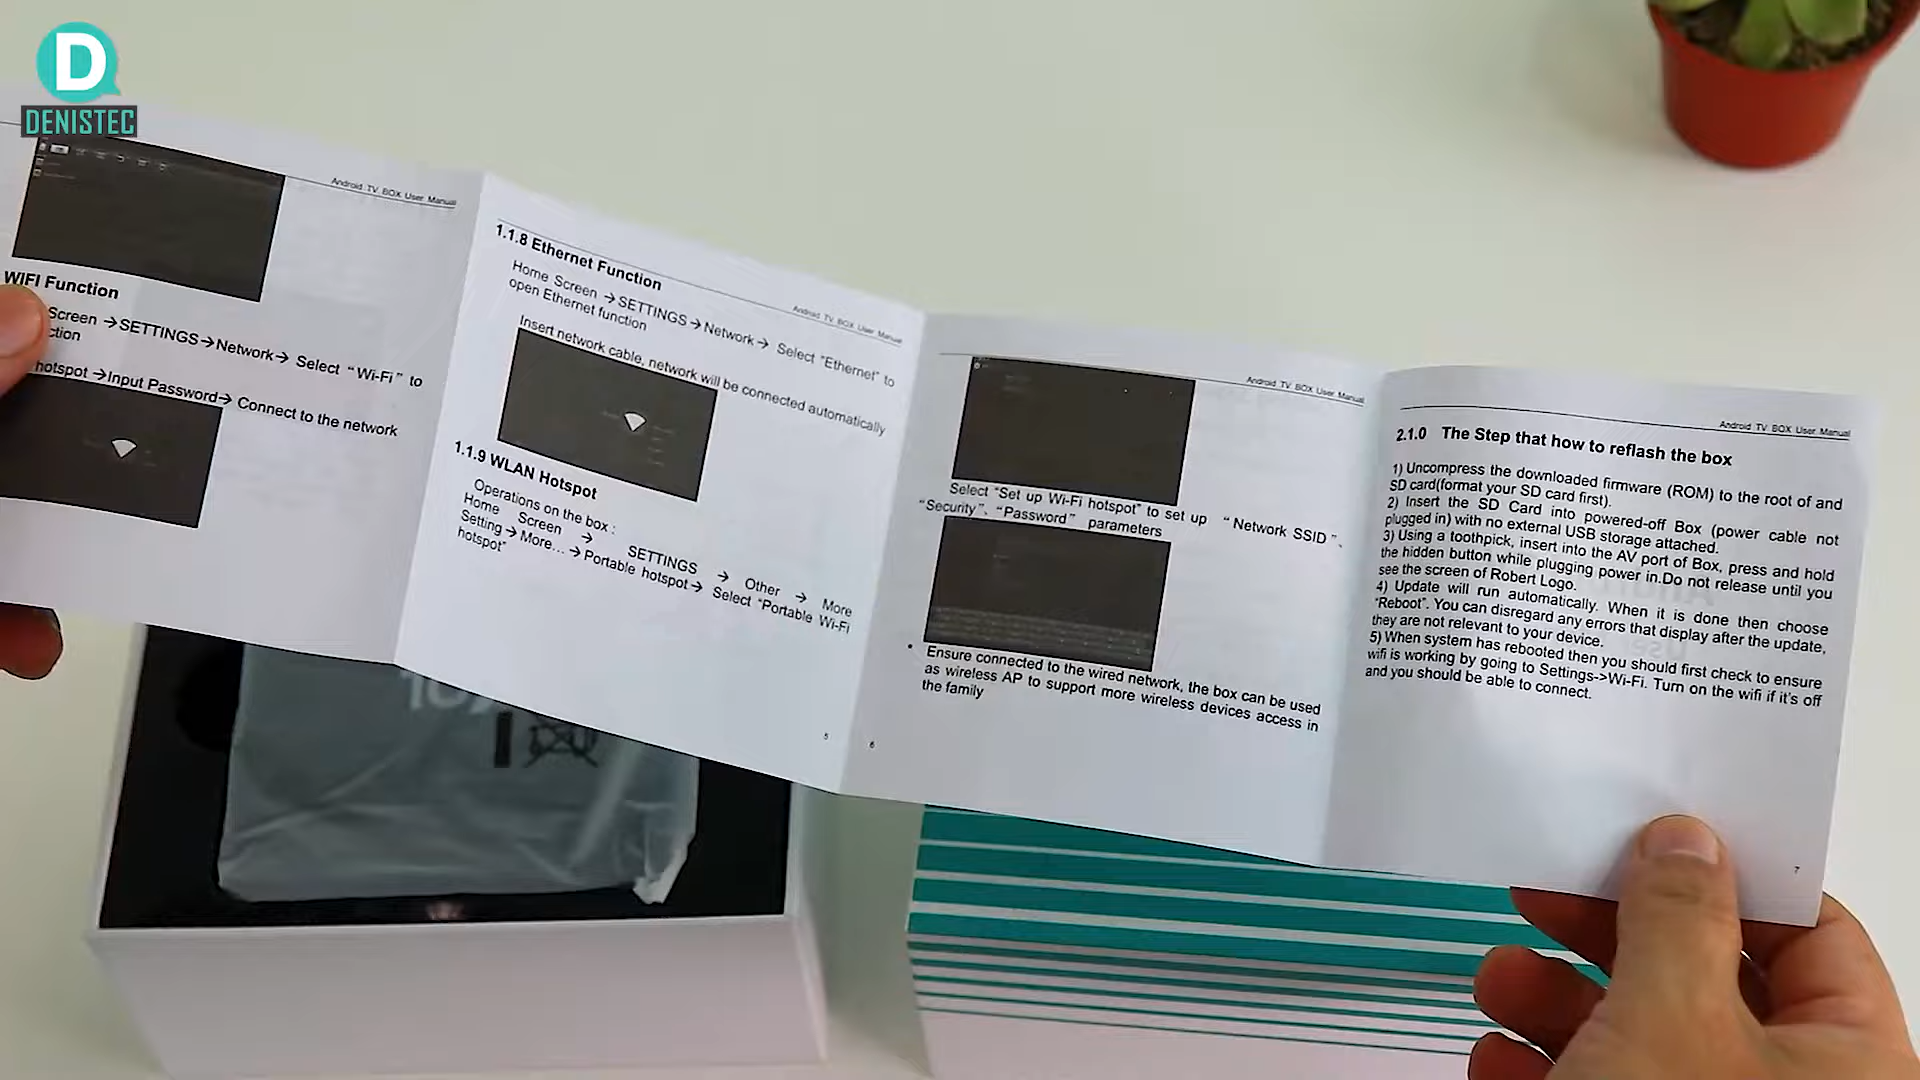 D
DENISTEC
Android TV BOX User Manual
WIFI Function
Screen →SETTINGS→Network→ Select “Wi-Fi” to
ction
hotspot →Input Password→ Connect to the network
Android TV BOX User Manual
1.1.8 Ethernet Function
Home Screen →SETTINGS→Network→ Select “Ethernet” to
open Ethernet function
Insert network cable, network will be connected automatically
1.1.9 WLAN Hotspot
Operations on the box :
Home Screen → SETTINGS → Other → More
Setting→More... →Portable hotspot→ Select “Portable Wi-Fi
hotspot”
5
Android TV BOX User Manual
Select “Set up Wi-Fi hotspot” to set up “Network SSID”、
“Security”、“Password” parameters
• Ensure connected to the wired network, the box can be used
as wireless AP to support more wireless devices access in
the family
6
Android TV BOX User Manual
2.1.0 The Step that how to reflash the box
1) Uncompress the downloaded firmware (ROM) to the root of and
SD card(format your SD card first).
2) Insert the SD Card into powered-off Box (power cable not
plugged in) with no external USB storage attached.
3) Using a toothpick, insert into the AV port of Box, press and hold
the hidden button while plugging power in.Do not release until you
see the screen of Robert Logo.
4) Update will run automatically. When it is done then choose
“Reboot”. You can disregard any errors that display after the update,
they are not relevant to your device.
5) When system has rebooted then you should first check to ensure
wifi is working by going to Settings->Wi-Fi. Turn on the wifi if it's off
and you should be able to connect.
7